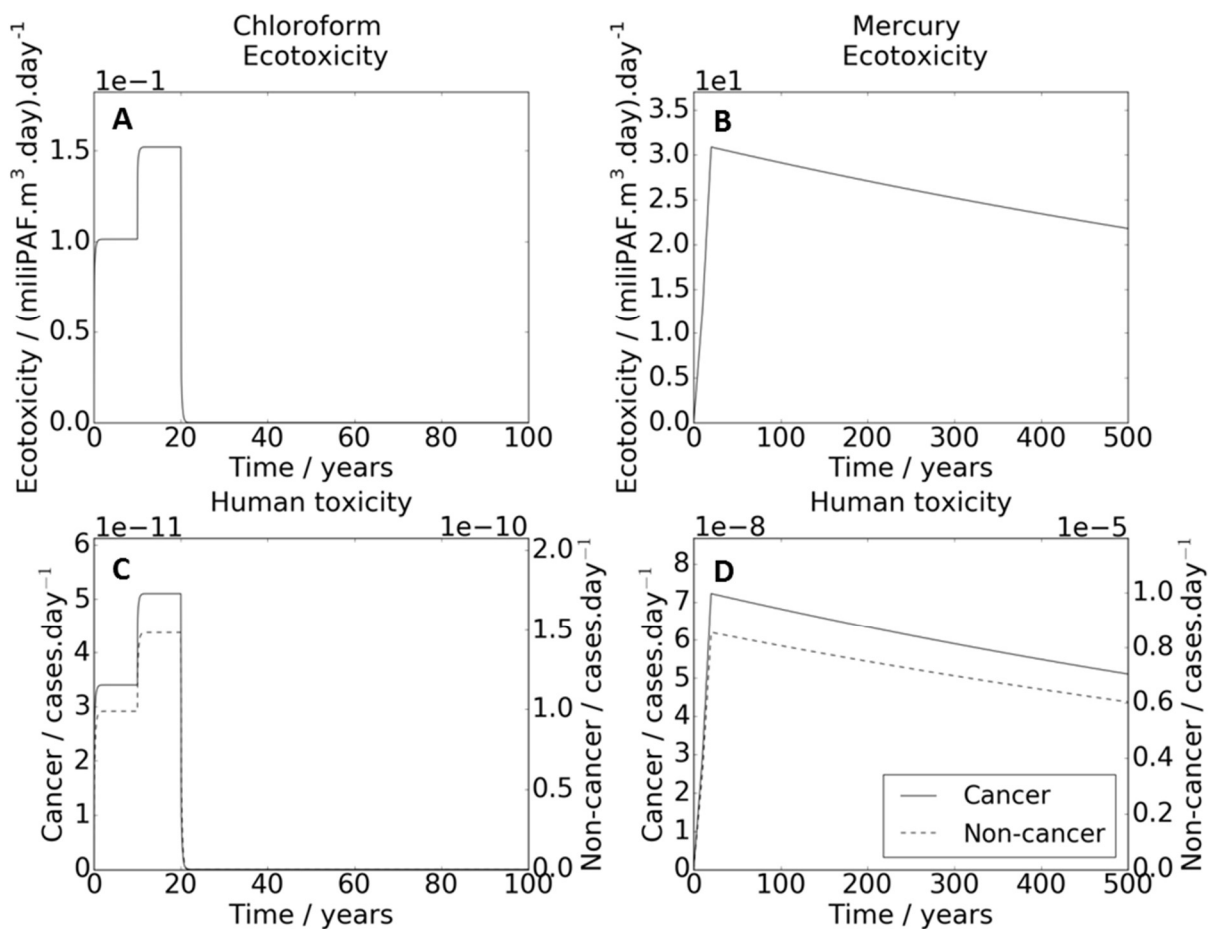 Chloroform
Ecotoxicity
1e−1
A
Ecotoxicity / (miliPAF.m³.day).day⁻¹
1.5
1.0
0.5
0.0
0 20 40 60 80 100
Time / years
Mercury
Ecotoxicity
1e1
B
Ecotoxicity / (miliPAF.m³.day).day⁻¹
3.5
3.0
2.5
2.0
1.5
1.0
0.5
0.0
0 100 200 300 400 500
Time / years
Human toxicity
1e−11 1e−10
C
Cancer / cases.day⁻¹
6
5
4
3
2
1
0
Non-cancer / cases.day⁻¹
2.0
1.5
1.0
0.5
0.0
0 20 40 60 80 100
Time / years
Human toxicity
1e−8 1e−5
D
Cancer / cases.day⁻¹
8
7
6
5
4
3
2
1
0
Non-cancer / cases.day⁻¹
1.0
0.8
0.6
0.4
0.2
0.0
Cancer
Non-cancer
0 100 200 300 400 500
Time / years